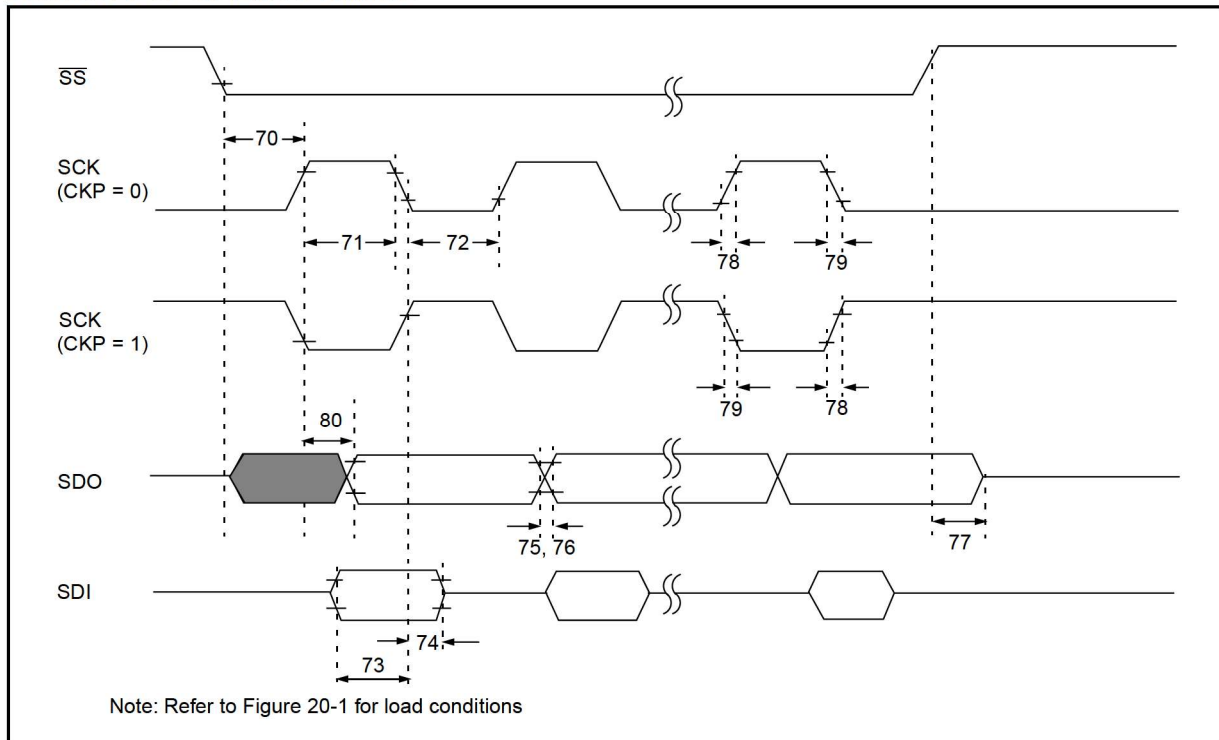 SS
70
SCK
(CKP = 0)
71
72
78
79
SCK
(CKP = 1)
79
78
80
SDO
75, 76
77
SDI
74
73
Note: Refer to Figure 20-1 for load conditions